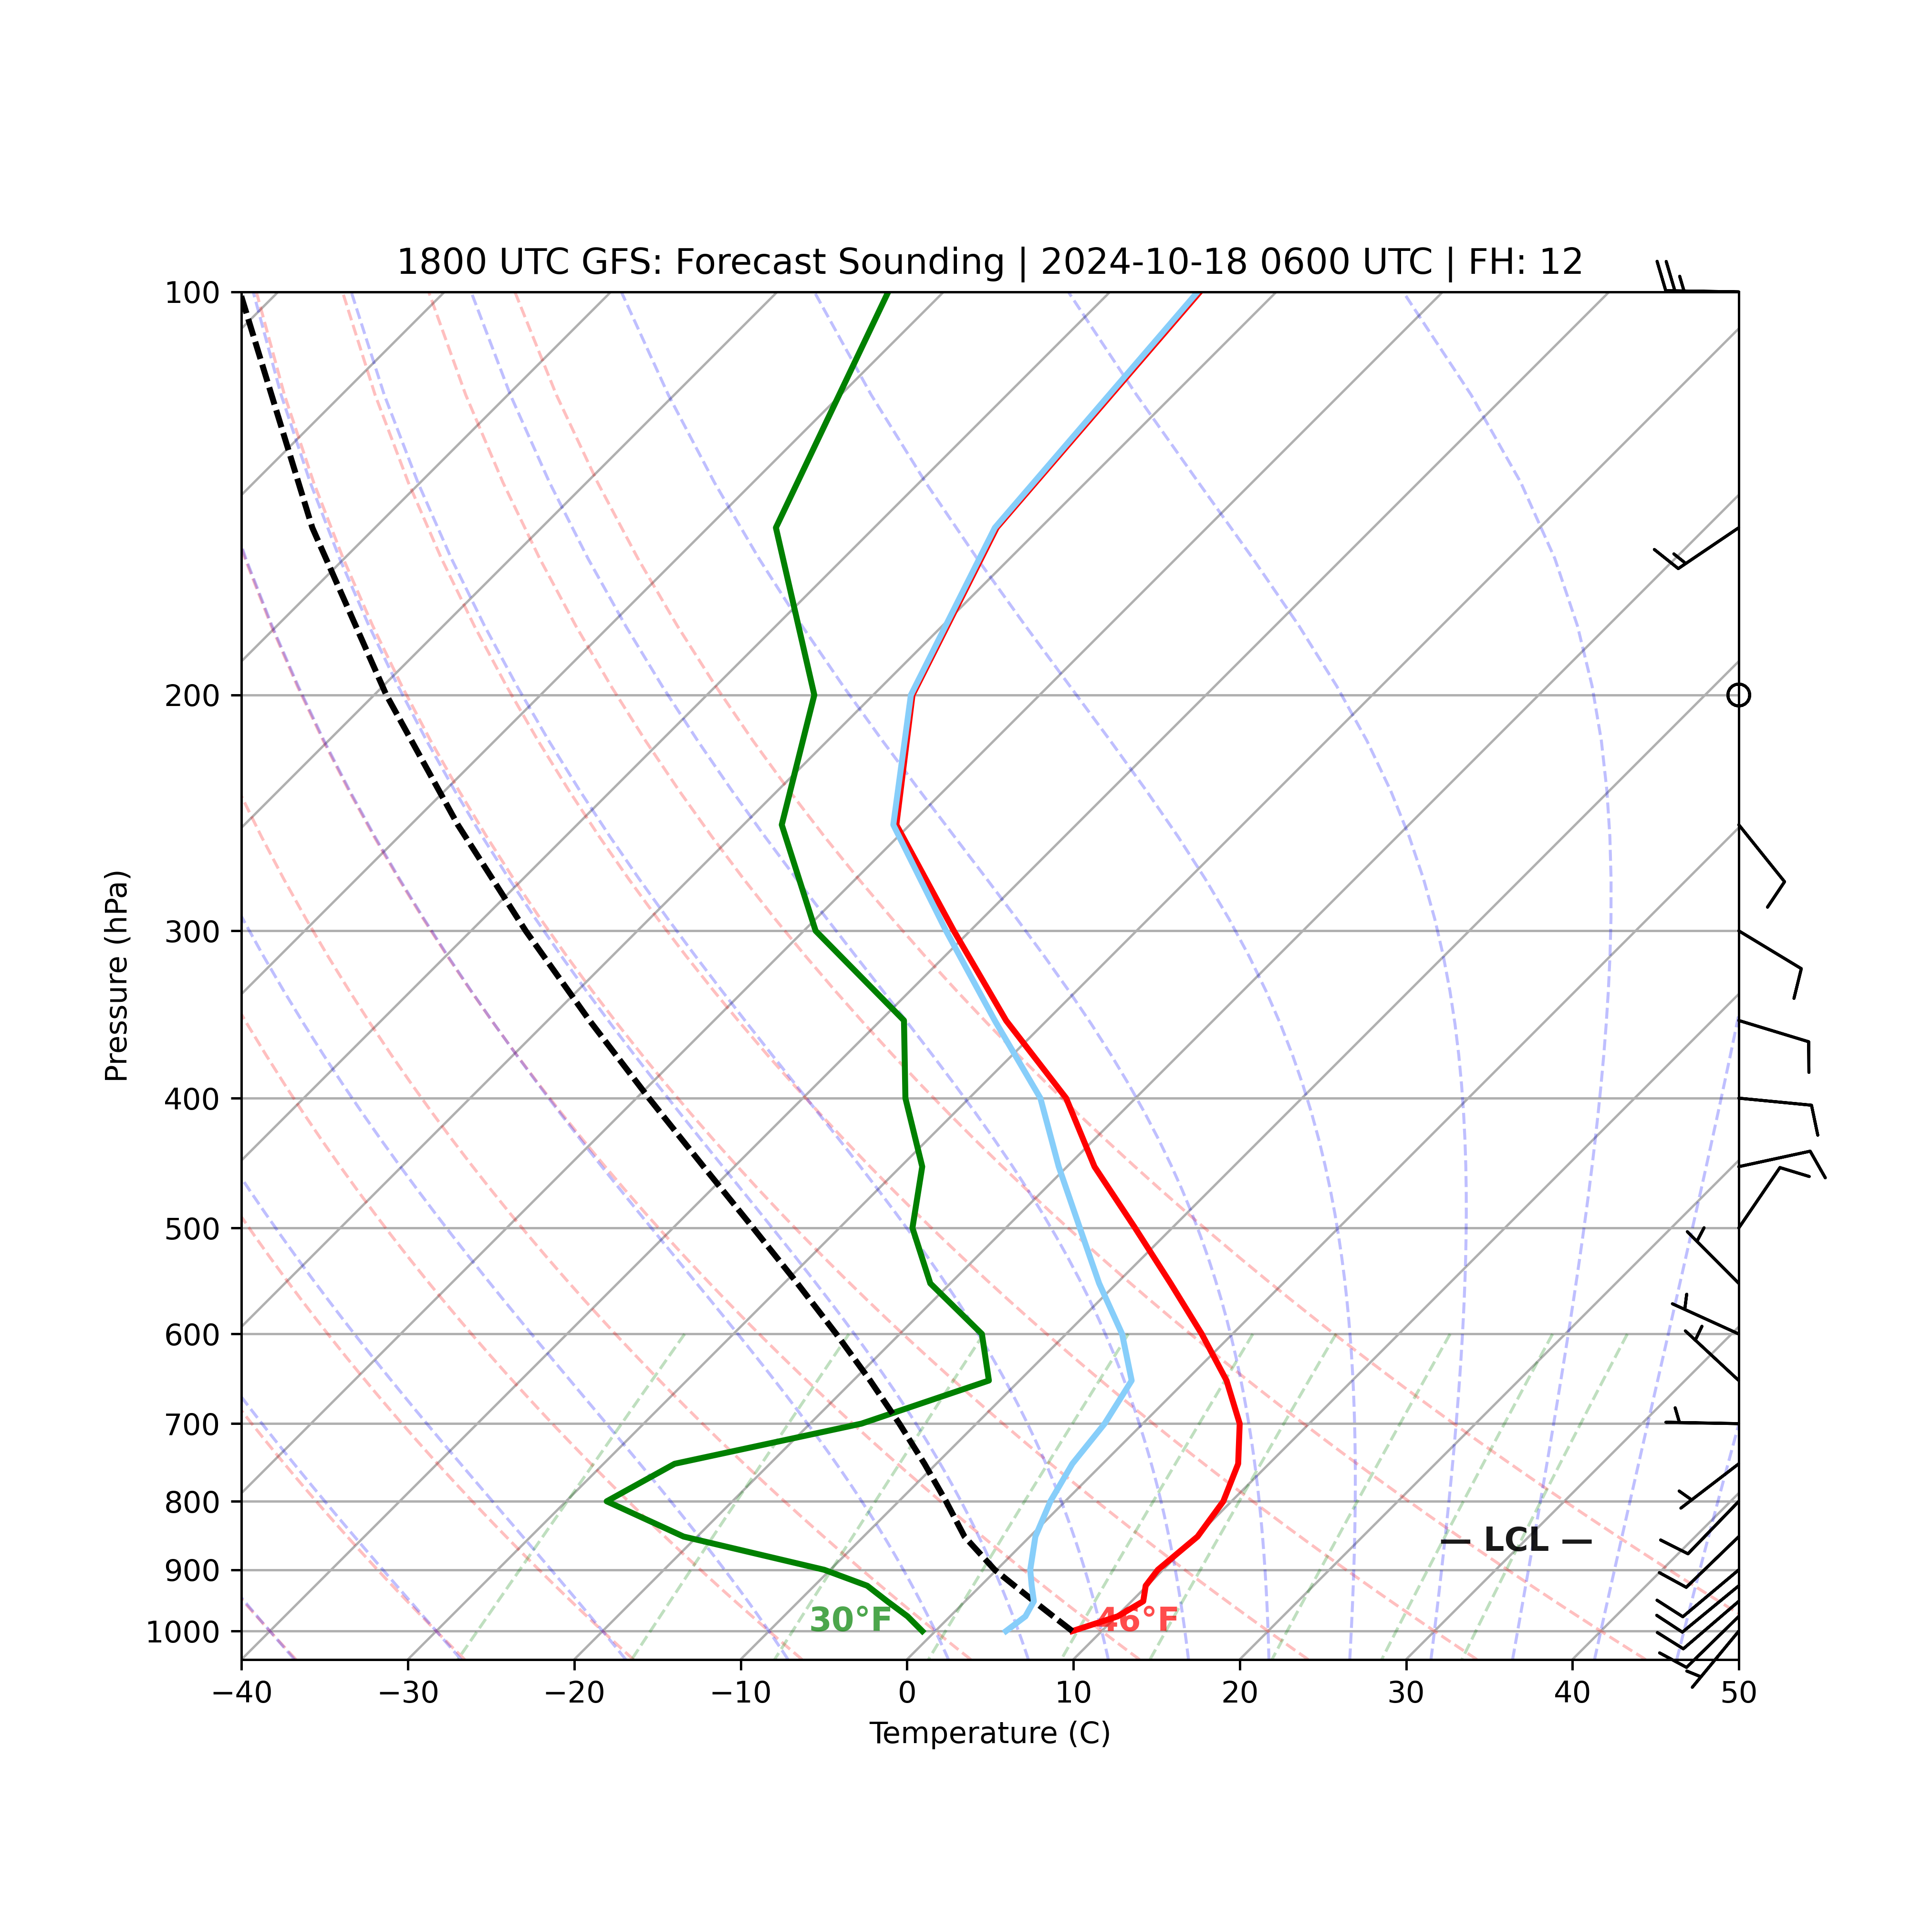 1800 UTC GFS: Forecast Sounding | 2024-10-18 0600 UTC | FH: 12
100
200
300
400
500
600
700
800
900
1000
Pressure (hPa)
— LCL —
30°F
46°F
−40 −30 −20 −10 0 10 20 30 40 50
Temperature (C)